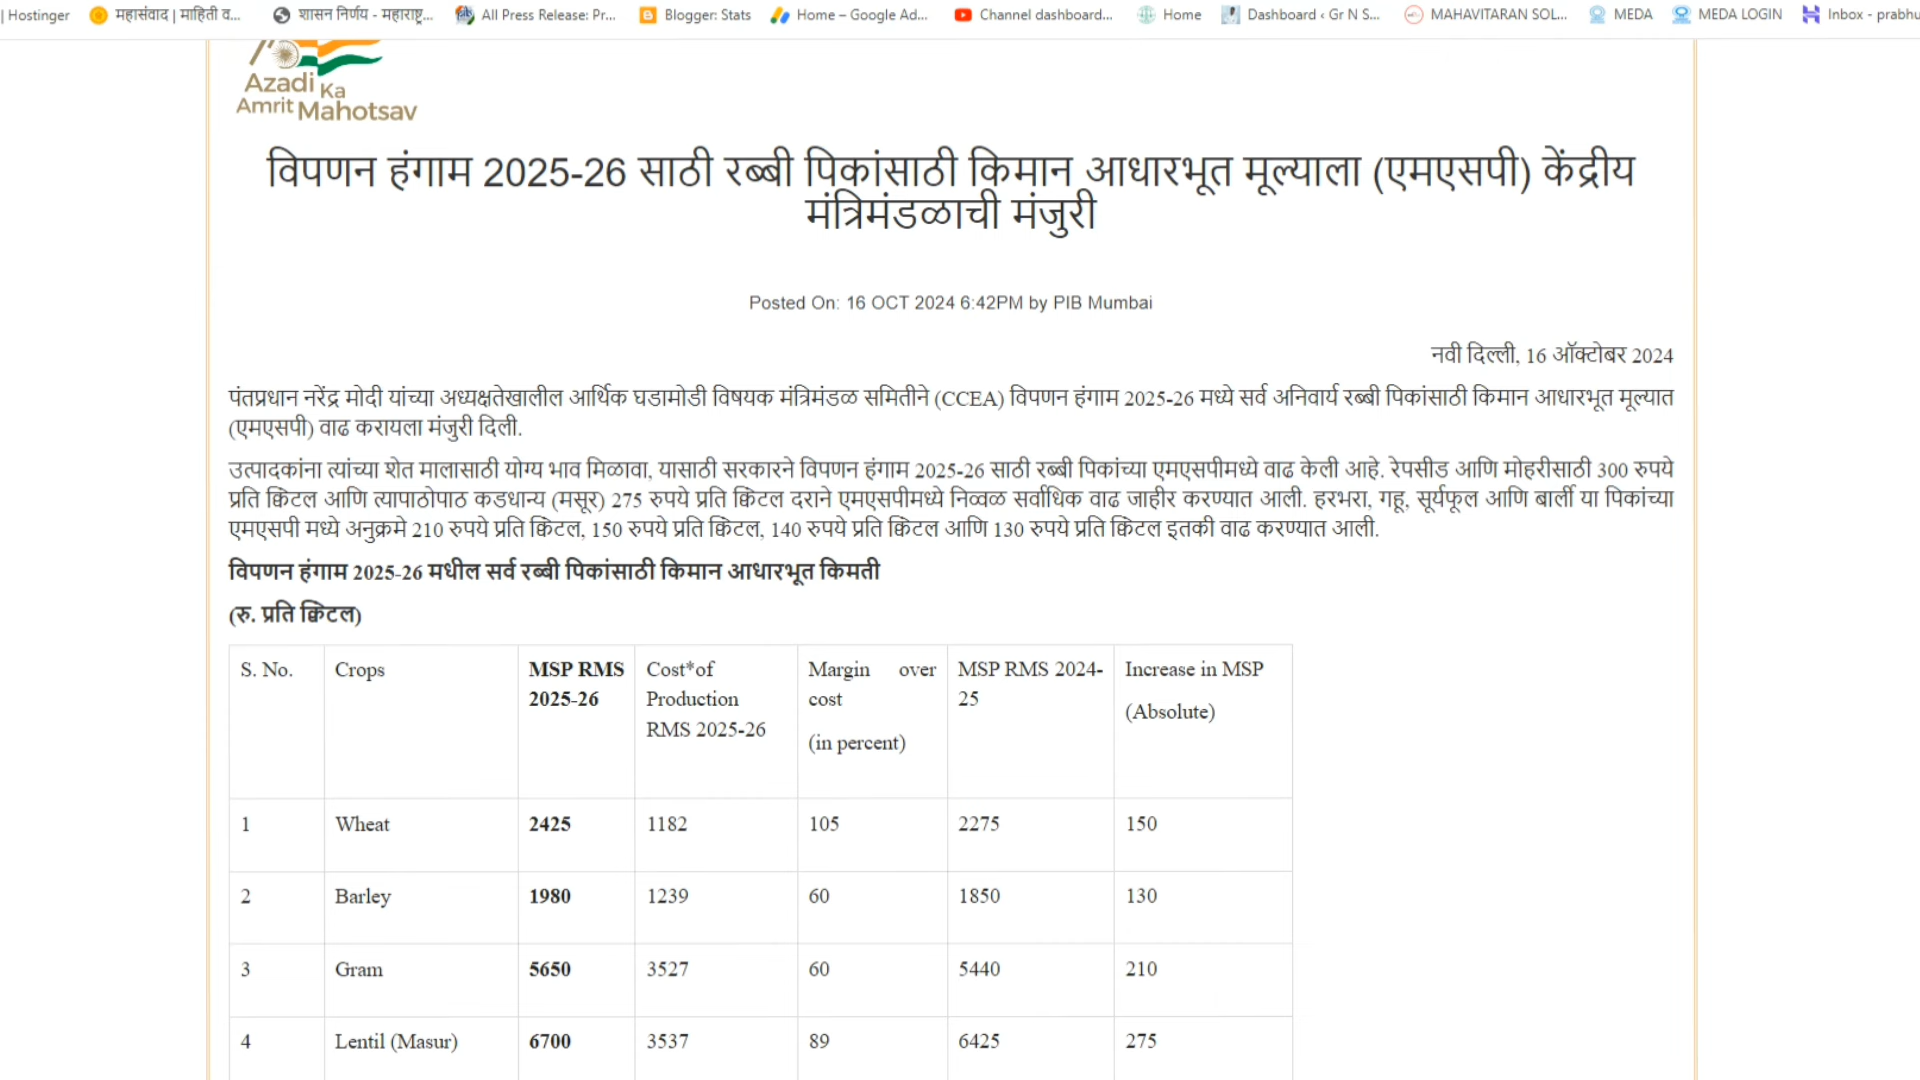 | Hostinger महासंवाद | माहिती व... शासन निर्णय - महाराष्ट्र... All Press Release: Pr... Blogger: Stats Home – Google Ad... Channel dashboard... Home Dashboard ‹ Gr N S... MAHAVITARAN SOL... MEDA MEDA LOGIN Inbox - prabhu
Azadi Ka
Amrit Mahotsav
विपणन हंगाम 2025-26 साठी रब्बी पिकांसाठी किमान आधारभूत मूल्याला (एमएसपी) केंद्रीय
मंत्रिमंडळाची मंजुरी
Posted On: 16 OCT 2024 6:42PM by PIB Mumbai
नवी दिल्ली, 16 ऑक्टोबर 2024
पंतप्रधान नरेंद्र मोदी यांच्या अध्यक्षतेखालील आर्थिक घडामोडी विषयक मंत्रिमंडळ समितीने (CCEA) विपणन हंगाम 2025-26 मध्ये सर्व अनिवार्य रब्बी पिकांसाठी किमान आधारभूत मूल्यात
(एमएसपी) वाढ करायला मंजुरी दिली.
उत्पादकांना त्यांच्या शेत मालासाठी योग्य भाव मिळावा, यासाठी सरकारने विपणन हंगाम 2025-26 साठी रब्बी पिकांच्या एमएसपीमध्ये वाढ केली आहे. रेपसीड आणि मोहरीसाठी 300 रुपये
प्रति क्विंटल आणि त्यापाठोपाठ कडधान्य (मसूर) 275 रुपये प्रति क्विंटल दराने एमएसपीमध्ये निव्वळ सर्वाधिक वाढ जाहीर करण्यात आली. हरभरा, गहू, सूर्यफूल आणि बार्ली या पिकांच्या
एमएसपी मध्ये अनुक्रमे 210 रुपये प्रति क्विंटल, 150 रुपये प्रति क्विंटल, 140 रुपये प्रति क्विंटल आणि 130 रुपये प्रति क्विंटल इतकी वाढ करण्यात आली.
विपणन हंगाम 2025-26 मधील सर्व रब्बी पिकांसाठी किमान आधारभूत किमती
(रु. प्रति क्विंटल)
S. No. Crops MSP RMS 2025-26 Cost*of Production RMS 2025-26 Margin over cost (in percent) MSP RMS 2024-25 Increase in MSP (Absolute)
1 Wheat 2425 1182 105 2275 150
2 Barley 1980 1239 60 1850 130
3 Gram 5650 3527 60 5440 210
4 Lentil (Masur) 6700 3537 89 6425 275